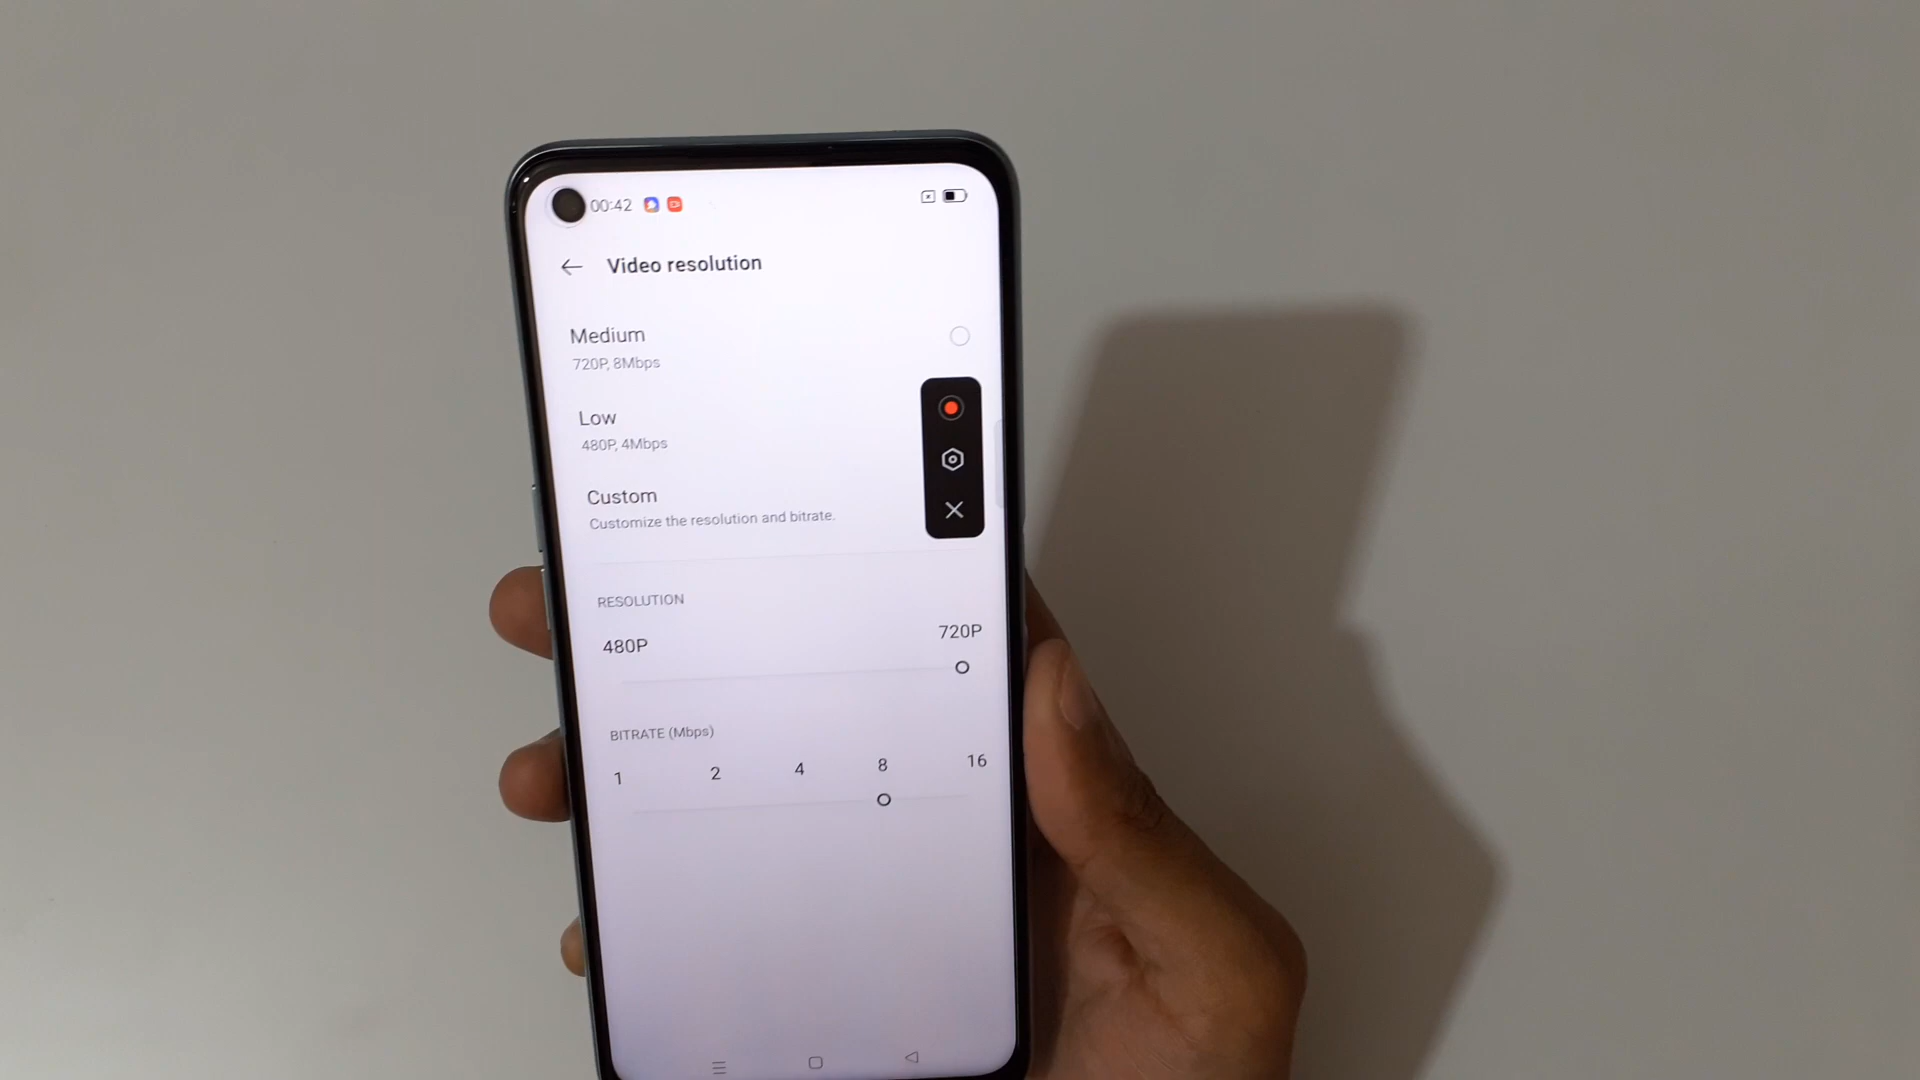 00:42
Video resolution
Medium
720P, 8Mbps
Low
480P, 4Mbps
Custom
Customize the resolution and bitrate.
RESOLUTION
480P 720P
BITRATE (Mbps)
1 2 4 8 16